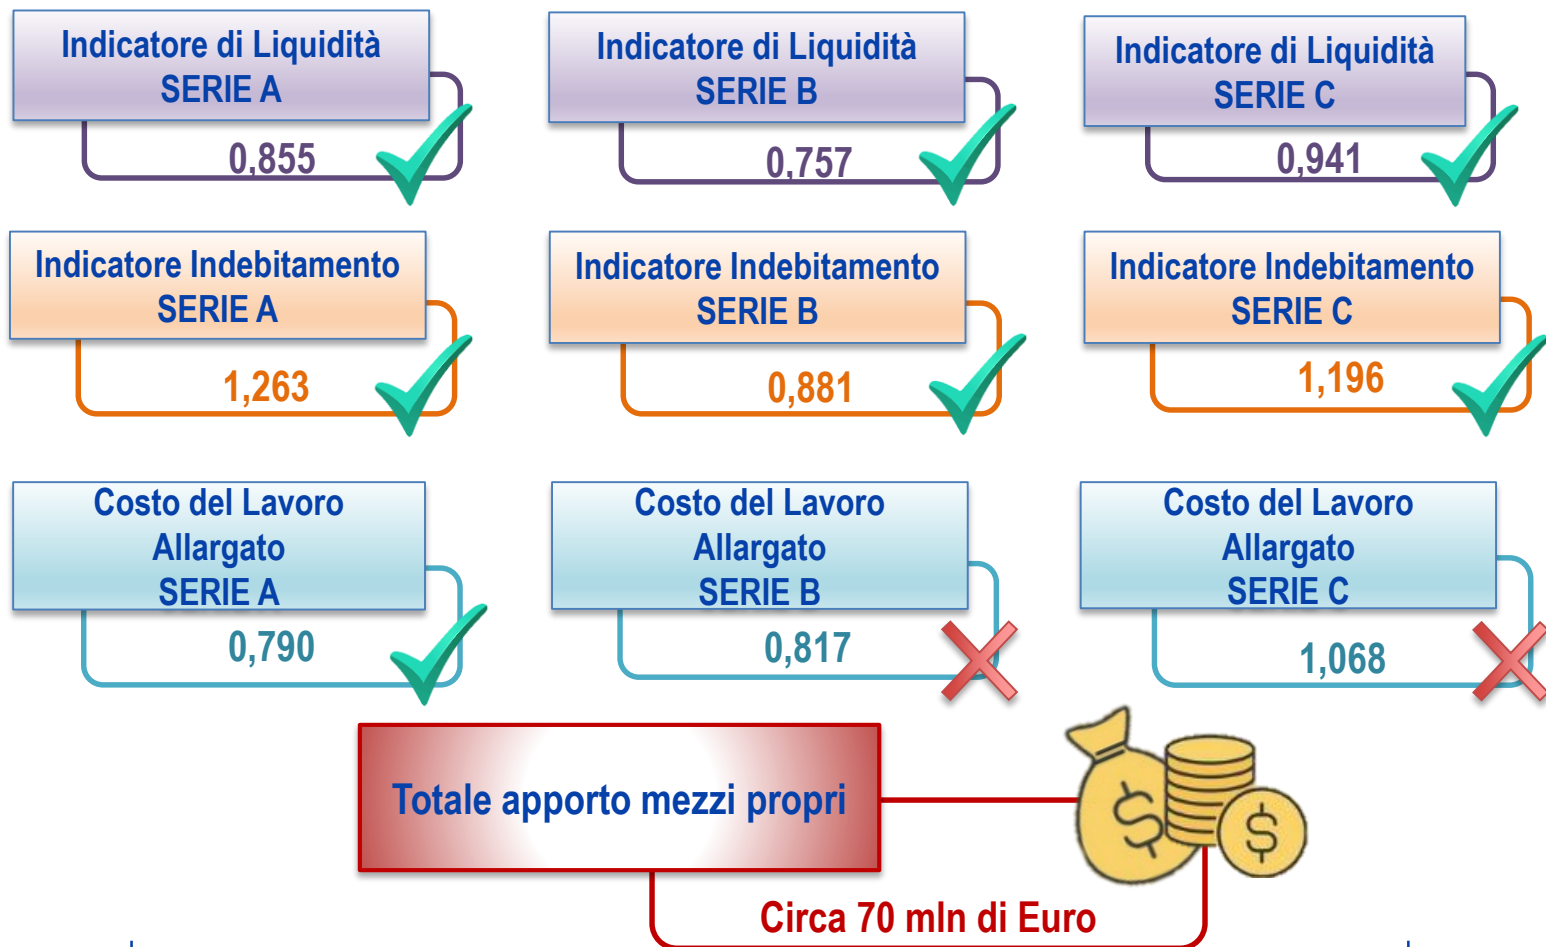 Indicatore di Liquidità
SERIE A
0,855
Indicatore di Liquidità
SERIE B
0,757
Indicatore di Liquidità
SERIE C
0,941
Indicatore Indebitamento
SERIE A
1,263
Indicatore Indebitamento
SERIE B
0,881
Indicatore Indebitamento
SERIE C
1,196
Costo del Lavoro
Allargato
SERIE A
0,790
Costo del Lavoro
Allargato
SERIE B
0,817
Costo del Lavoro
Allargato
SERIE C
1,068
Totale apporto mezzi propri
$
$
Circa 70 mln di Euro